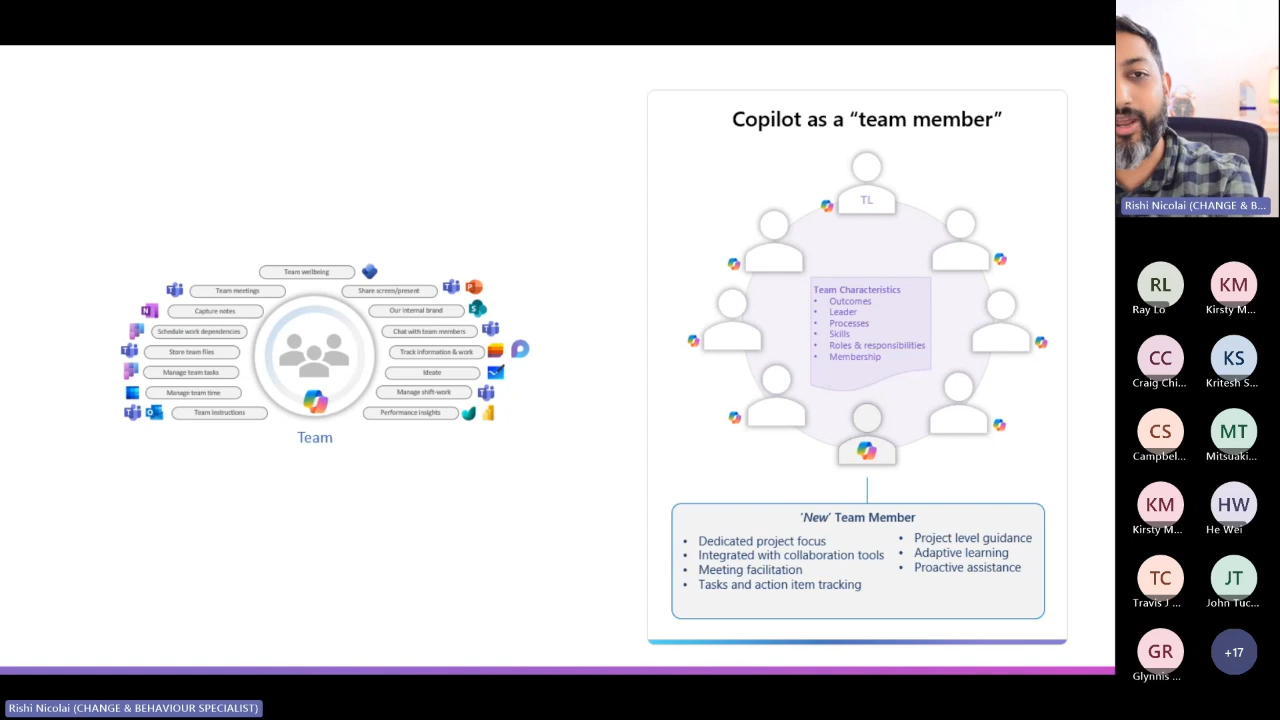 Team wellbeing
Team meetings
Share screen/present
Capture notes
Our internal brand
Schedule work dependencies
Chat with team members
Store team files
Track information & work
Manage team tasks
Ideate
Manage team time
Manage shift-work
Team instructions
Performance insights
Team
Copilot as a “team member”
TL
Team Characteristics
• Outcomes
• Leader
• Processes
• Skills
• Roles & responsibilities
• Membership
‘New’ Team Member
• Dedicated project focus
• Integrated with collaboration tools
• Meeting facilitation
• Tasks and action item tracking
• Project level guidance
• Adaptive learning
• Proactive assistance
Rishi Nicolai (CHANGE & B...
RL
Ray Lo
KM
Kirsty M...
CC
Craig Chi...
KS
Kritesh S...
CS
Campbel...
MT
Mitsuaki...
KM
Kirsty M...
HW
He Wei
TC
Travis J ...
JT
John Tuc...
GR
Glynnis ...
+17
Rishi Nicolai (CHANGE & BEHAVIOUR SPECIALIST)